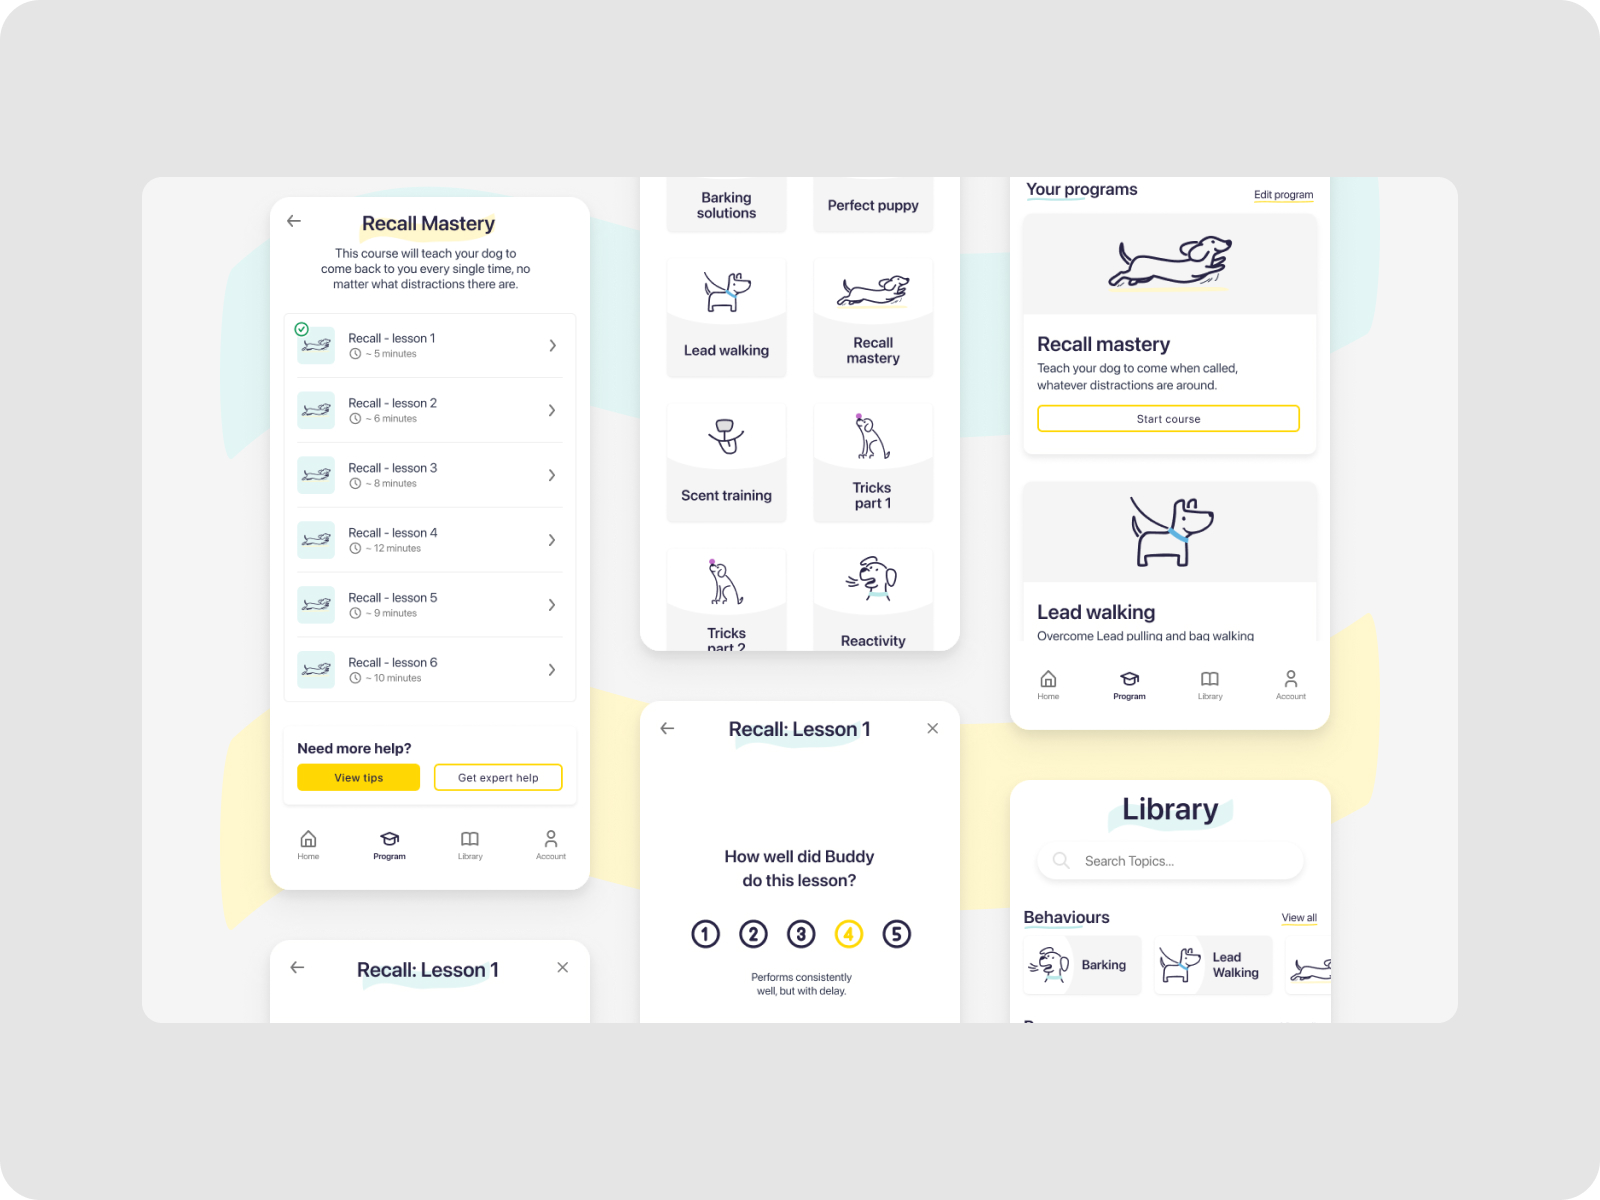 Recall Mastery
This course will teach your dog to
come back to you every single time, no
matter what distractions there are.
Recall - lesson 1
~ 5 minutes
Recall - lesson 2
~ 6 minutes
Recall - lesson 3
~ 8 minutes
Recall - lesson 4
~ 12 minutes
Recall - lesson 5
~ 9 minutes
Recall - lesson 6
~ 10 minutes
Need more help?
View tips
Get expert help
Home
Program
Library
Account
Recall: Lesson 1
Barking
solutions
Perfect puppy
Lead walking
Recall
mastery
Scent training
Tricks
part 1
Tricks
part 2
Reactivity
Recall: Lesson 1
How well did Buddy
do this lesson?
1 2 3 4 5
Performs consistently
well, but with delay.
Your programs
Edit program
Recall mastery
Teach your dog to come when called,
whatever distractions are around.
Start course
Lead walking
Overcome Lead pulling and bag walking
Home
Program
Library
Account
Library
Search Topics...
Behaviours
View all
Barking
Lead
Walking